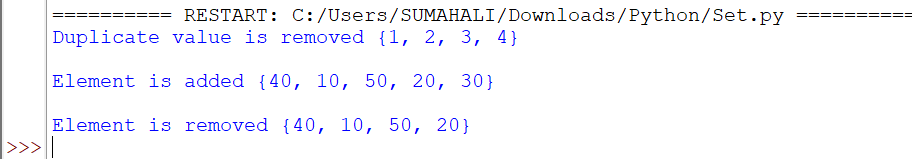 ========== RESTART: C:/Users/SUMAHALI/Downloads/Python/Set.py ==========
Duplicate value is removed {1, 2, 3, 4}
Element is added {40, 10, 50, 20, 30}
Element is removed {40, 10, 50, 20}
>>>